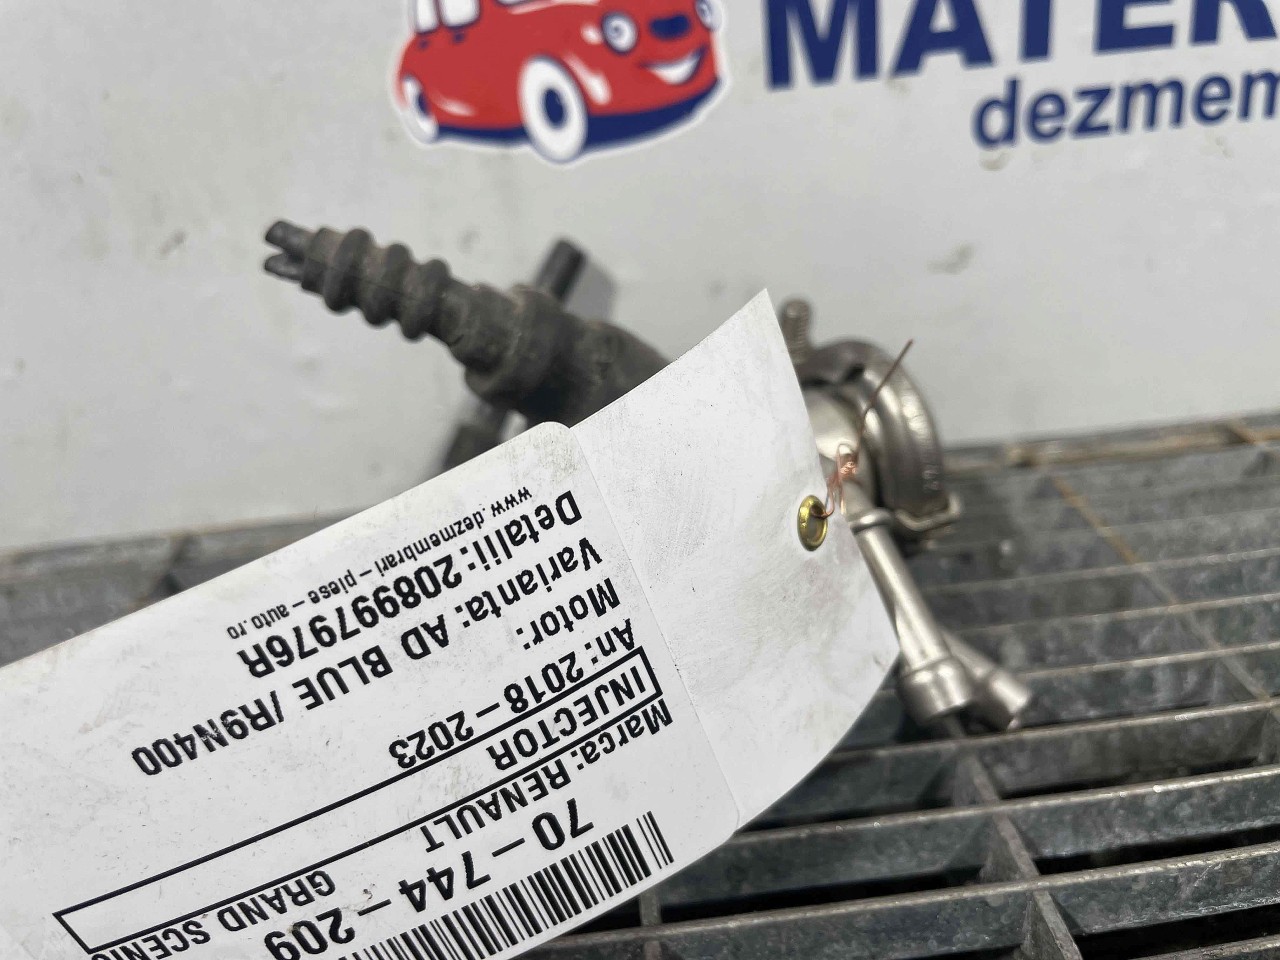 MATER
dezmem
70-744-209
Marca: RENAULT GRAND SCENIC
INJECTOR
An: 2018-2023
Motor:
Varianta: AD BLUE /R9N400
Detalii: 208997976R
www.dezmembrari-piese-auto.ro